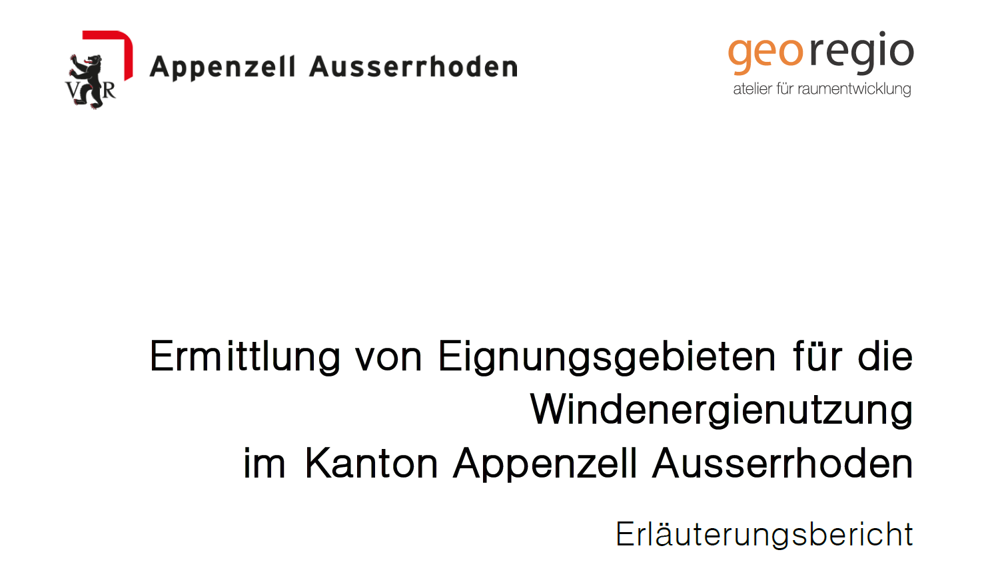 V R
Appenzell Ausserrhoden
georegio
atelier für raumentwicklung
Ermittlung von Eignungsgebieten für die
Windenergienutzung
im Kanton Appenzell Ausserrhoden
Erläuterungsbericht